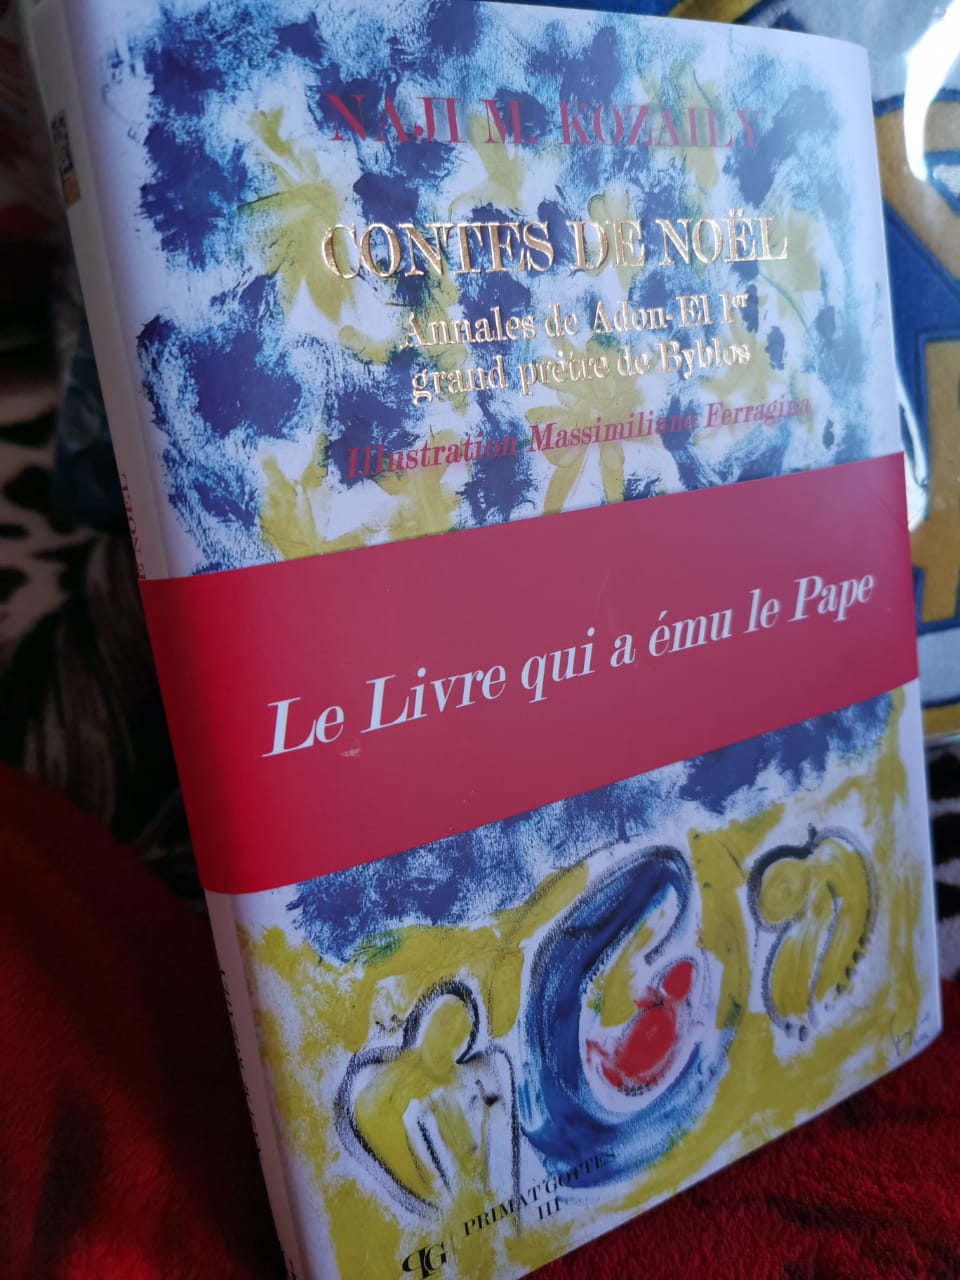 NAJI M. KOZAILY
CONTES DE NOËL
Annales de Adon-El 1er
grand prêtre de Byblos
Illustration Massimiliano Ferragina
Le Livre qui a ému le Pape
PG PRIMAT'GOTTES
III